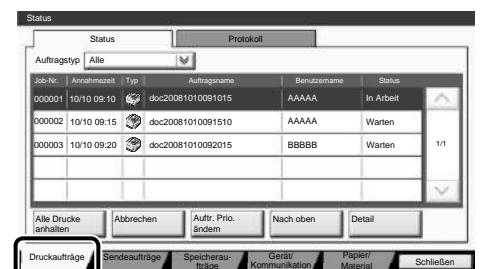 Status
Status Protokoll
Auftragstyp Alle
Job-Nr. Annahmezeit Typ Auftragsname Benutzername Status
000001 10/10 09:10 doc20081010091015 AAAAA In Arbeit
000002 10/10 09:15 doc20081010091510 AAAAA Warten
000003 10/10 09:20 doc20081010092015 BBBBB Warten
1/1
Alle Drucke
anhalten
Abbrechen
Auftr. Prio.
ändern
Nach oben
Detail
Druckaufträge
Sendeaufträge
Speicherau-
fträge
Gerät/
Kommunikation
Papier/
Material
Schließen